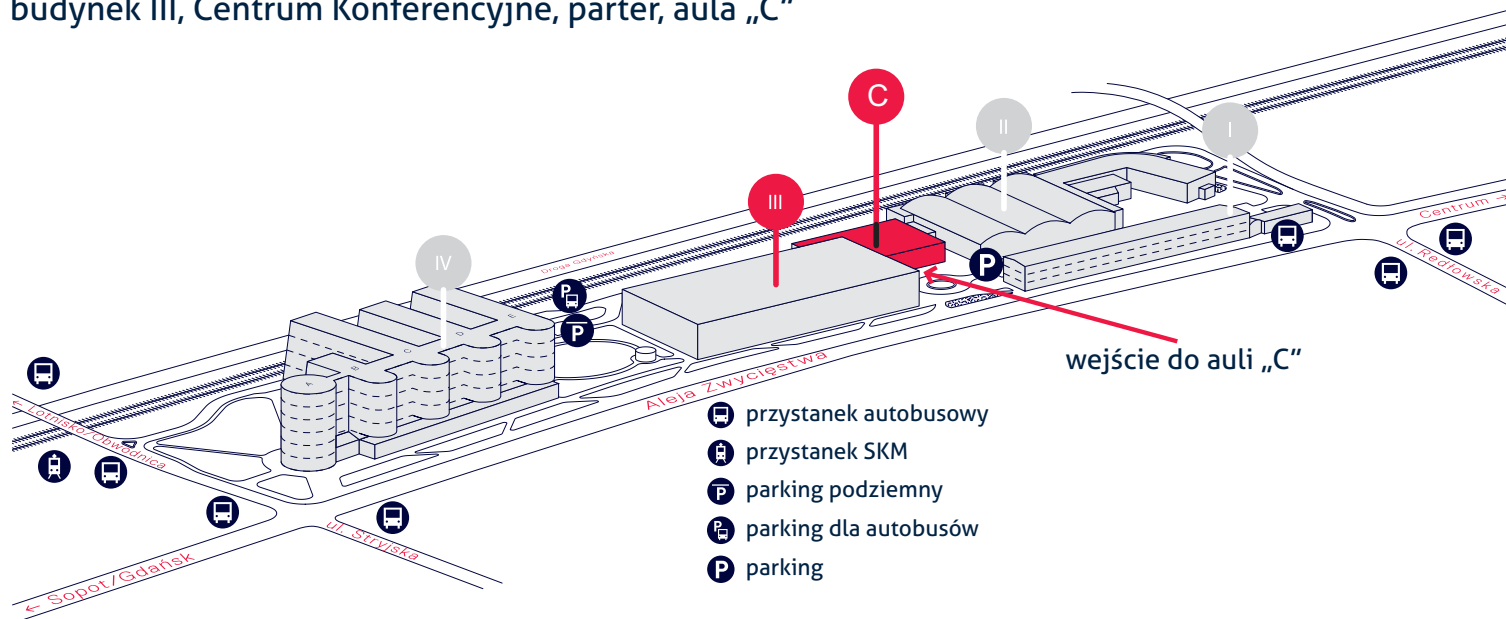 budynek III, Centrum Konferencyjne, parter, aula „C”
C
II
I
III
IV
Droga Gdyńska
Centrum →
ul. Redłowska
P
P
P
A
B
C
D
E
wejście do auli „C”
Aleja Zwycięstwa
← Lotnisko/Obwodnica
ul. Stryjska
← Sopot/Gdańsk
przystanek autobusowy
przystanek SKM
P parking podziemny
P parking dla autobusów
P parking